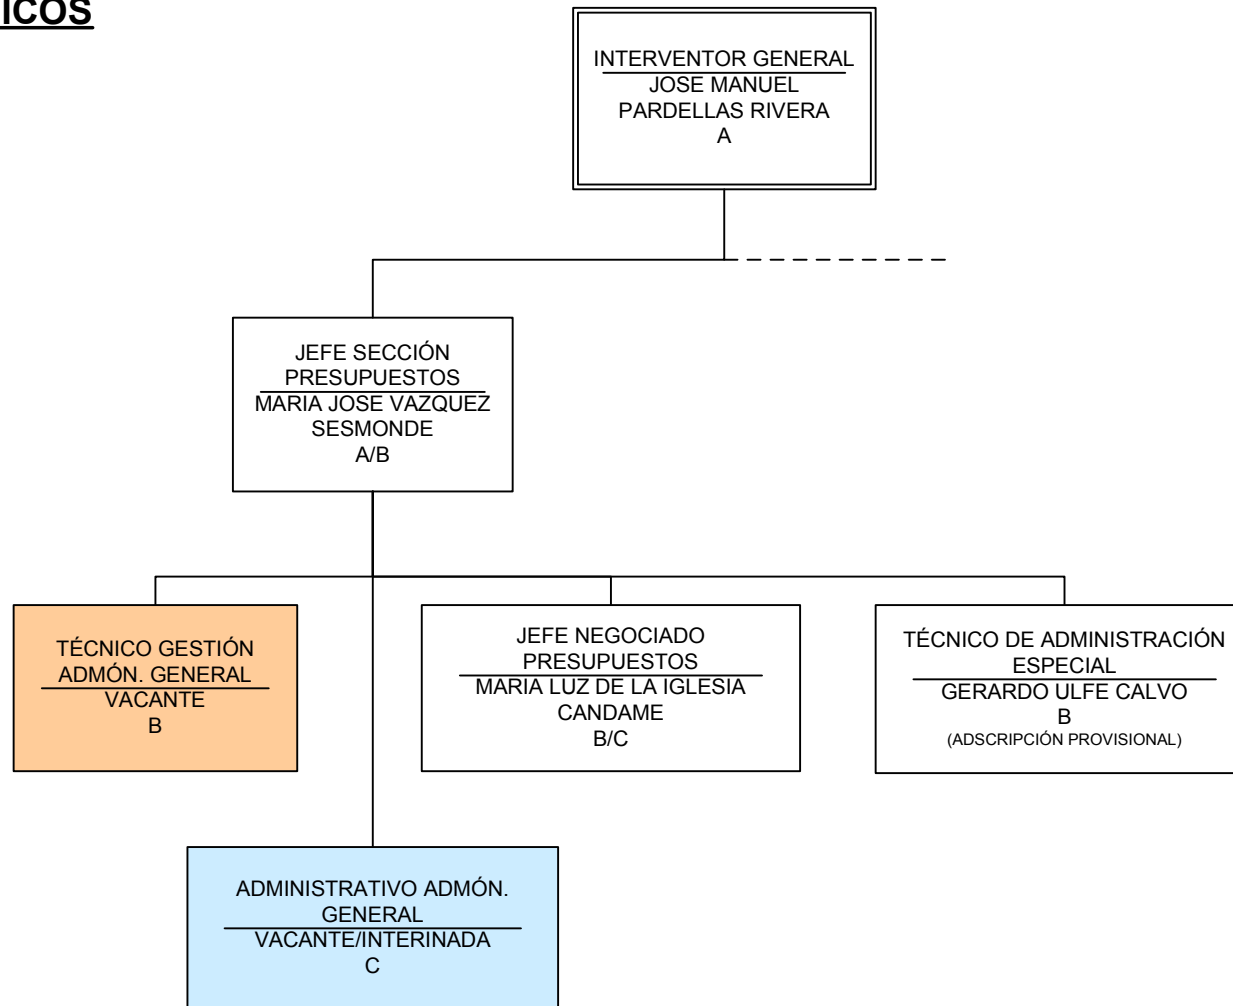 ICOS
INTERVENTOR GENERAL
JOSE MANUEL
PARDELLAS RIVERA
A
JEFE SECCIÓN
PRESUPUESTOS
MARIA JOSE VAZQUEZ
SESMONDE
A/B
TÉCNICO GESTIÓN
ADMÓN. GENERAL
VACANTE
B
JEFE NEGOCIADO
PRESUPUESTOS
MARIA LUZ DE LA IGLESIA
CANDAME
B/C
TÉCNICO DE ADMINISTRACIÓN
ESPECIAL
GERARDO ULFE CALVO
B
(ADSCRIPCIÓN PROVISIONAL)
ADMINISTRATIVO ADMÓN.
GENERAL
VACANTE/INTERINADA
C